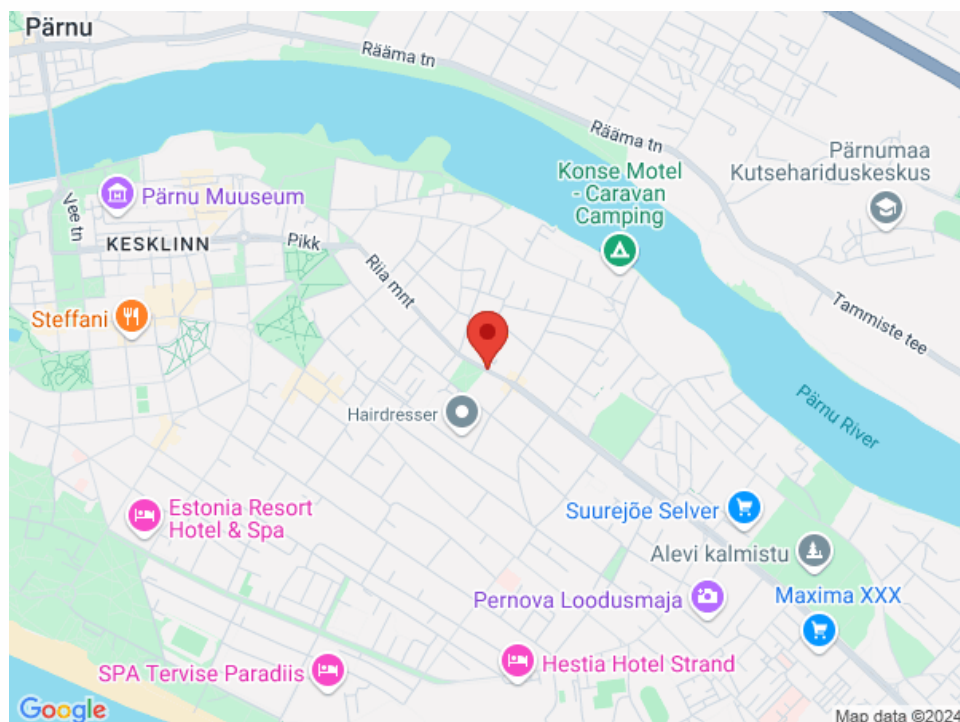 Pärnu
Rääma tn
Rääma tn
Pärnumaa
Kutsehariduskeskus
Konse Motel
- Caravan
Camping
Pärnu Muuseum
Vee tn
KESKLINN
Pikk
Riia mnt
Steffani
Tammiste tee
Hairdresser
Pärnu River
Estonia Resort
Hotel & Spa
Suurejõe Selver
Alevi kalmistu
Pernova Loodusmaja
Maxima XXX
SPA Tervise Paradiis
Hestia Hotel Strand
Google
Map data ©2024